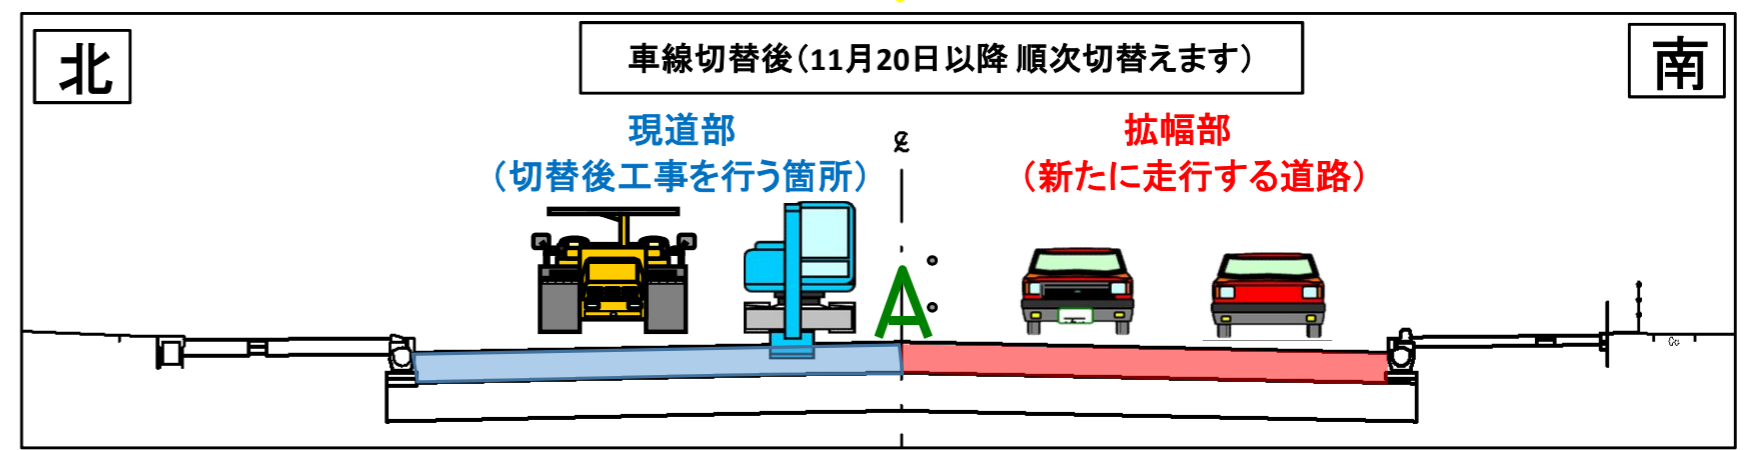 北
車線切替後（11月20日以降 順次切替えます）
南
現道部
（切替後工事を行う箇所）
拡幅部
（新たに走行する道路）
℄
Co